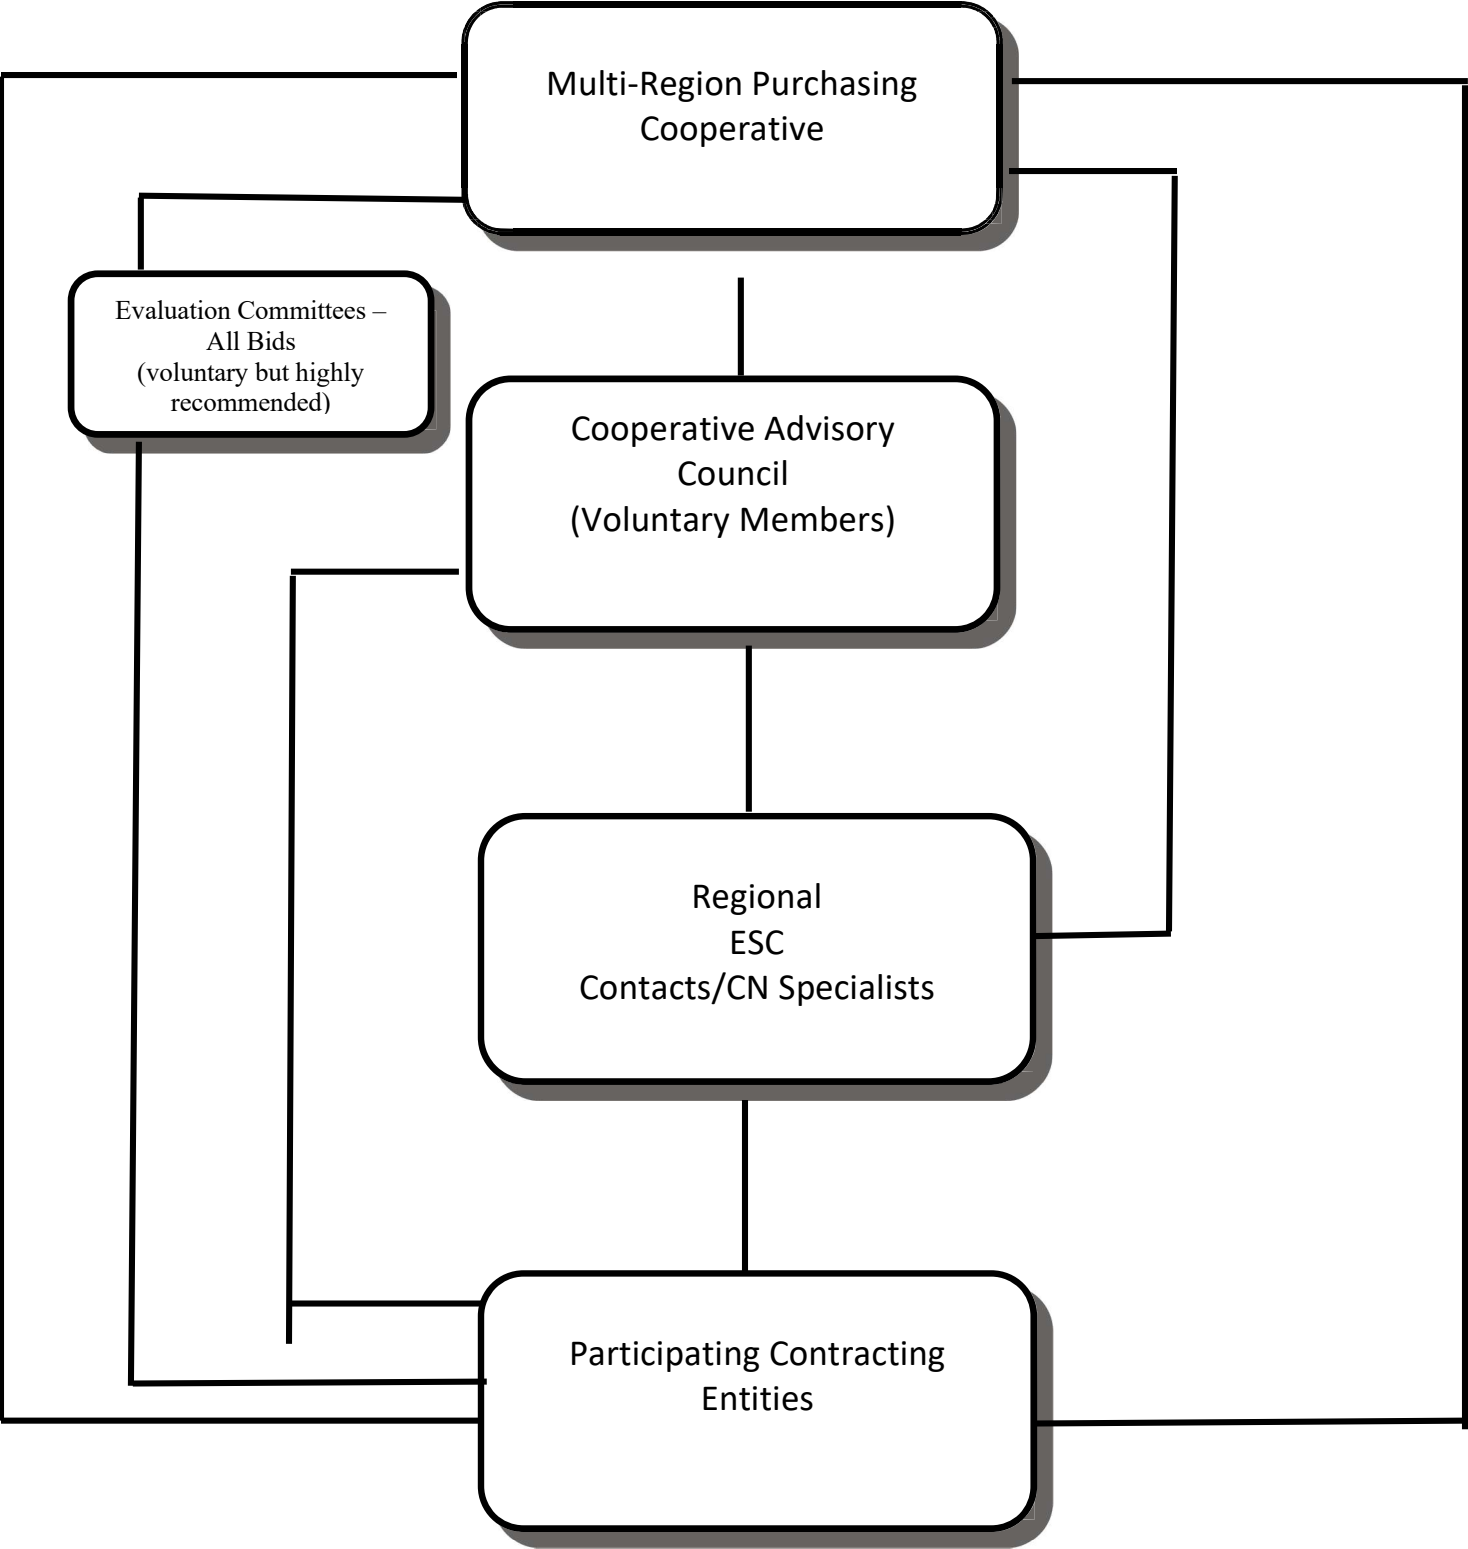 Multi-Region Purchasing
Cooperative
Evaluation Committees –
All Bids
(voluntary but highly
recommended)
Cooperative Advisory
Council
(Voluntary Members)
Regional
ESC
Contacts/CN Specialists
Participating Contracting
Entities